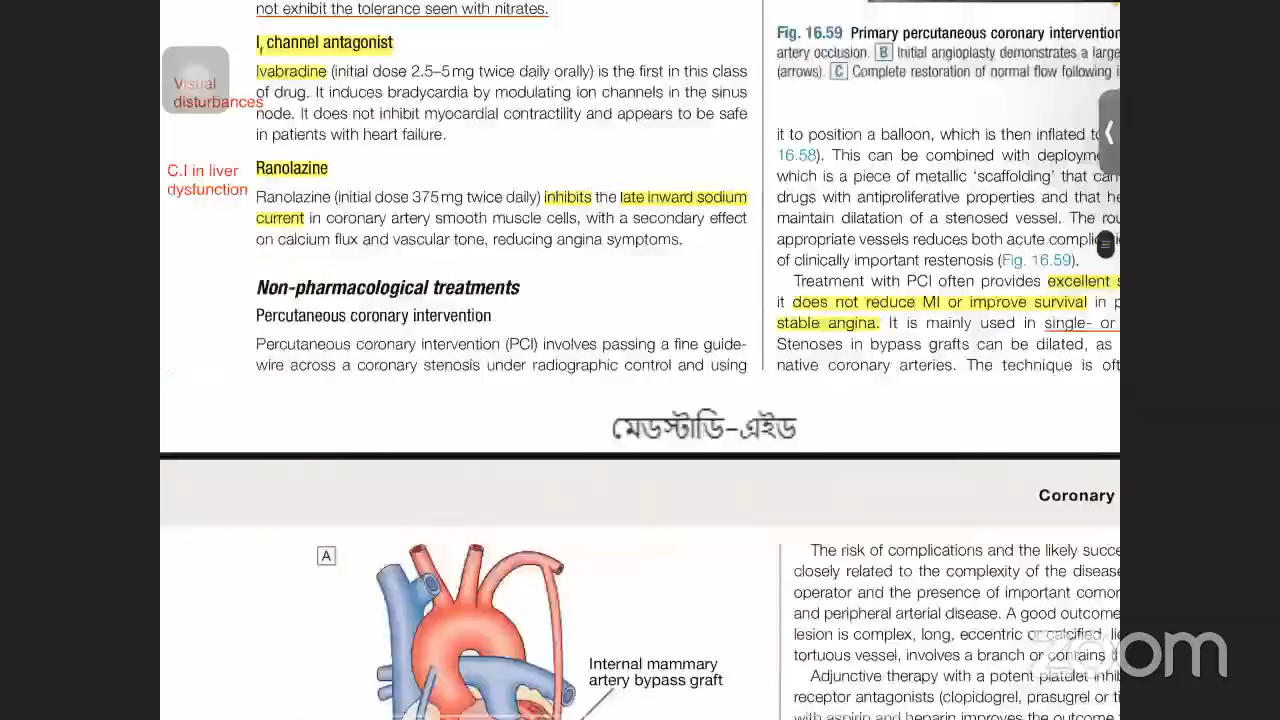 not exhibit the tolerance seen with nitrates.
If channel antagonist
Visual
disturbances
Ivabradine (initial dose 2.5–5 mg twice daily orally) is the first in this class
of drug. It induces bradycardia by modulating ion channels in the sinus
node. It does not inhibit myocardial contractility and appears to be safe
in patients with heart failure.
C.I in liver
dysfunction
Ranolazine
Ranolazine (initial dose 375 mg twice daily) inhibits the late inward sodium
current in coronary artery smooth muscle cells, with a secondary effect
on calcium flux and vascular tone, reducing angina symptoms.
Non-pharmacological treatments
Percutaneous coronary intervention
Percutaneous coronary intervention (PCI) involves passing a fine guide-
wire across a coronary stenosis under radiographic control and using
Fig. 16.59 Primary percutaneous coronary interventio
artery occlusion. B Initial angioplasty demonstrates a large
(arrows). C Complete restoration of normal flow following i
it to position a balloon, which is then inflated to
16.58). This can be combined with deployme
which is a piece of metallic ‘scaffolding’ that can
drugs with antiproliferative properties and that he
maintain dilatation of a stenosed vessel. The rou
appropriate vessels reduces both acute compli
of clinically important restenosis (Fig. 16.59).
Treatment with PCI often provides excellent s
it does not reduce MI or improve survival in p
stable angina. It is mainly used in single- or
Stenoses in bypass grafts can be dilated, as
native coronary arteries. The technique is oft
মেডস্টাডি-এইড
Coronary
A
Internal mammary
artery bypass graft
The risk of complications and the likely succe
closely related to the complexity of the disease
operator and the presence of important comor
and peripheral arterial disease. A good outcome
lesion is complex, long, eccentric or calcified, lie
tortuous vessel, involves a branch or contains
Adjunctive therapy with a potent platelet inhib
receptor antagonists (clopidogrel, prasugrel or ti
with aspirin and heparin improves the outcome
zoom